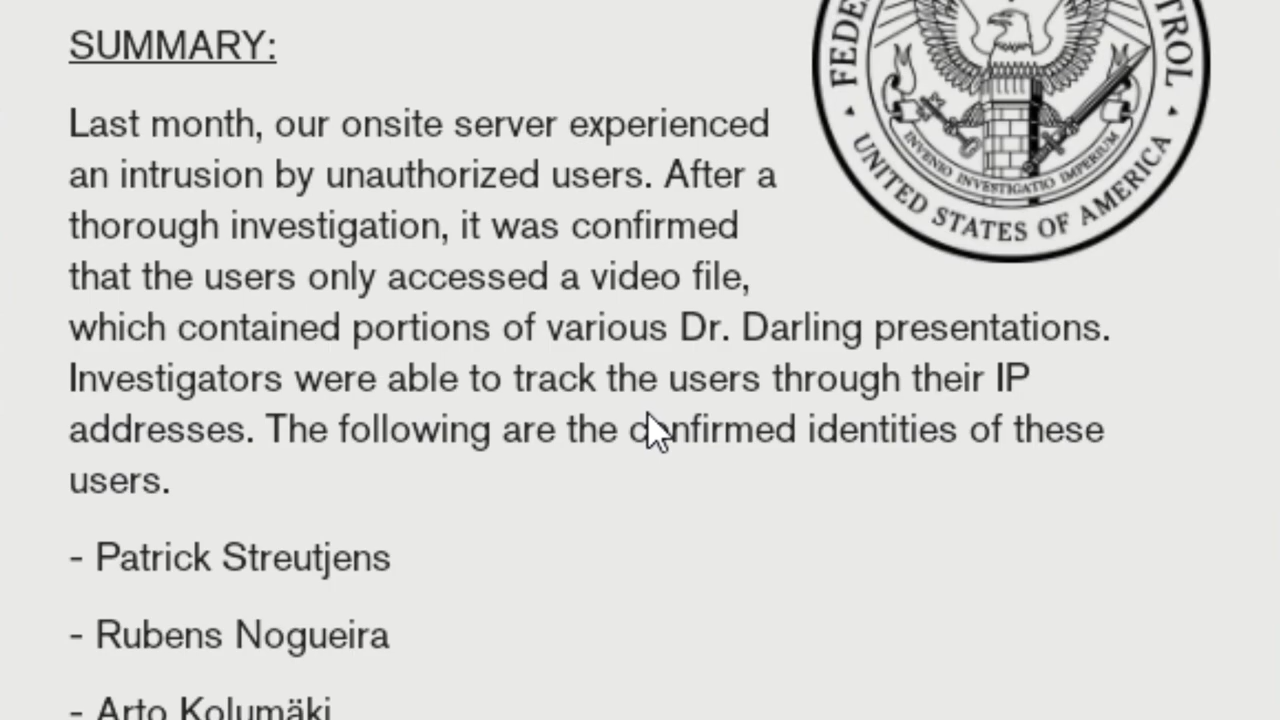 SUMMARY:
FEDE TROL
Last month, our onsite server experienced
an intrusion by unauthorized users. After a
thorough investigation, it was confirmed
that the users only accessed a video file,
INVENIO INVESTIGATIO IMPERIUM
UNITED STATES OF AMERICA
which contained portions of various Dr. Darling presentations.
Investigators were able to track the users through their IP
addresses. The following are the confirmed identities of these
users.
- Patrick Streutjens
- Rubens Nogueira
- Arto Kolumäki